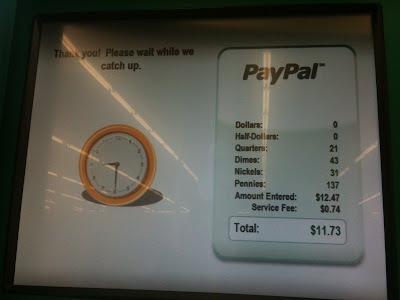 Thank you! Please wait while we
catch up.
PayPal™
Dollars: 0
Half-Dollars: 0
Quarters: 21
Dimes: 43
Nickels: 31
Pennies: 137
Amount Entered: $12.47
Service Fee: $0.74
Total: $11.73